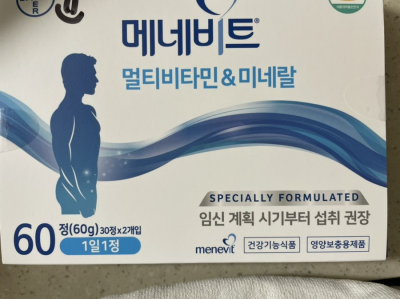 메네비트®
멀티비타민&미네랄
SPECIALLY FORMULATED
임신 계획 시기부터 섭취 권장
60정(60g) 30정 x 2개입
1일1정
menevit
건강기능식품
영양보충용제품